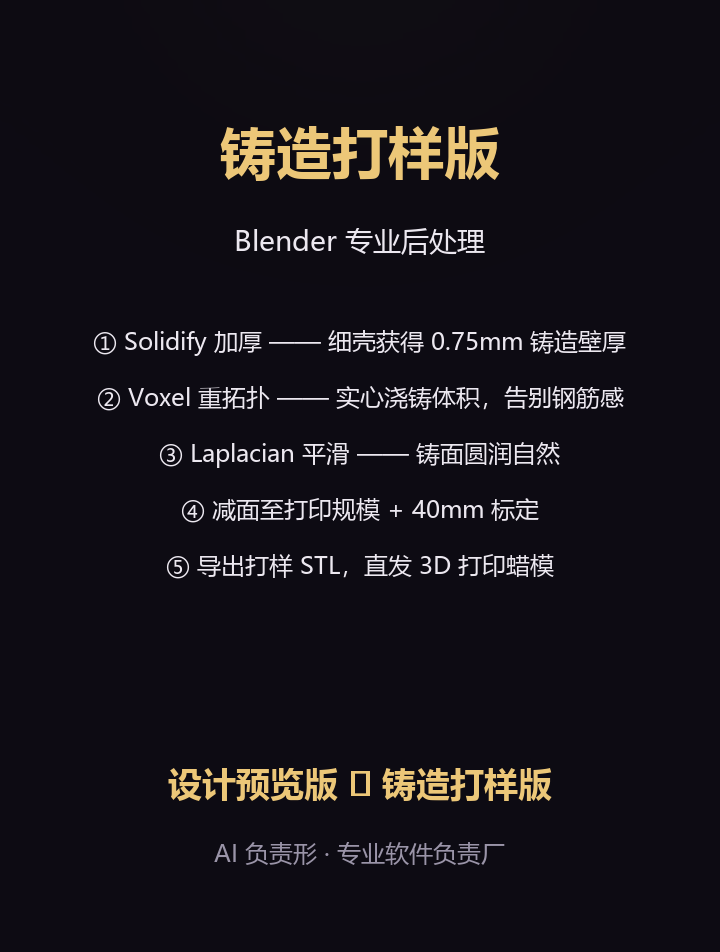 铸造打样版
Blender 专业后处理
① Solidify 加厚 —— 细壳获得 0.75mm 铸造壁厚
② Voxel 重拓扑 —— 实心浇铸体积，告别钢筋感
③ Laplacian 平滑 —— 铸面圆润自然
④ 减面至打印规模 + 40mm 标定
⑤ 导出打样 STL，直发 3D 打印蜡模
设计预览版 ▯ 铸造打样版
AI 负责形 · 专业软件负责厂